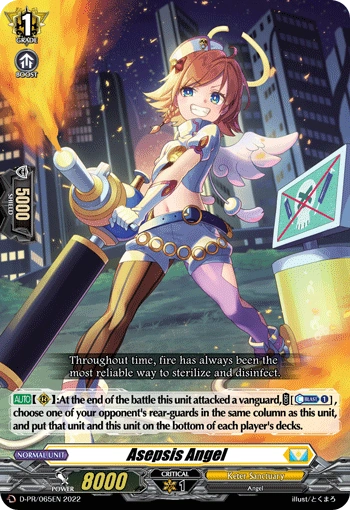 1
GRADE
BOOST
5000
SHIELD
Throughout time, fire has always been the
most reliable way to sterilize and disinfect.
AUTO【 】:At the end of the battle this unit attacked a vanguard, [C BLAST 1],
choose one of your opponent's rear-guards in the same column as this unit,
and put that unit and this unit on the bottom of each player's decks.
NORMAL UNIT
Asepsis Angel
POWER 8000
CRITICAL
1
Keter Sanctuary
Angel
D-PR/065EN 2022
illust/とくまろ